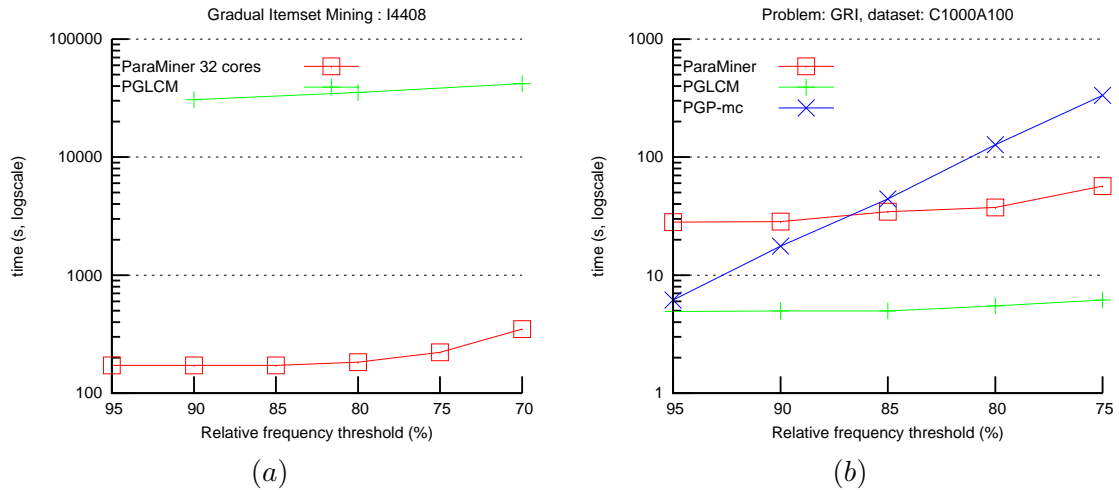 Gradual Itemset Mining : I4408
100000
10000
1000
100
time (s, logscale)
ParaMiner 32 cores
PGLCM
95 90 85 80 75 70
Relative frequency threshold (%)
(a)
Problem: GRI, dataset: C1000A100
1000
100
10
1
time (s, logscale)
ParaMiner
PGLCM
PGP-mc
95 90 85 80 75
Relative frequency threshold (%)
(b)